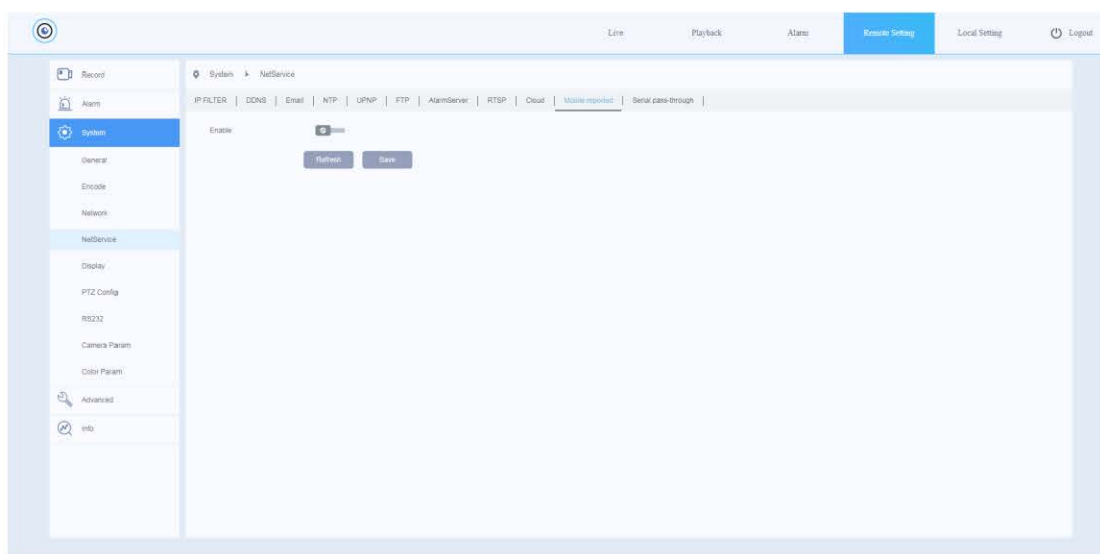 Live Playback Alarm Remote Setting Local Setting Logout
Record
System NetService
IP FILTER | DDNS | Email | NTP | UPNP | FTP | AlarmServer | RTSP | Cloud | Mobile reported | Serial pass-through |
Alarm
Enable
System
Refresh Save
General
Encode
Network
NetService
Display
PTZ Config
RS232
Camera Param
Color Param
Advanced
Info